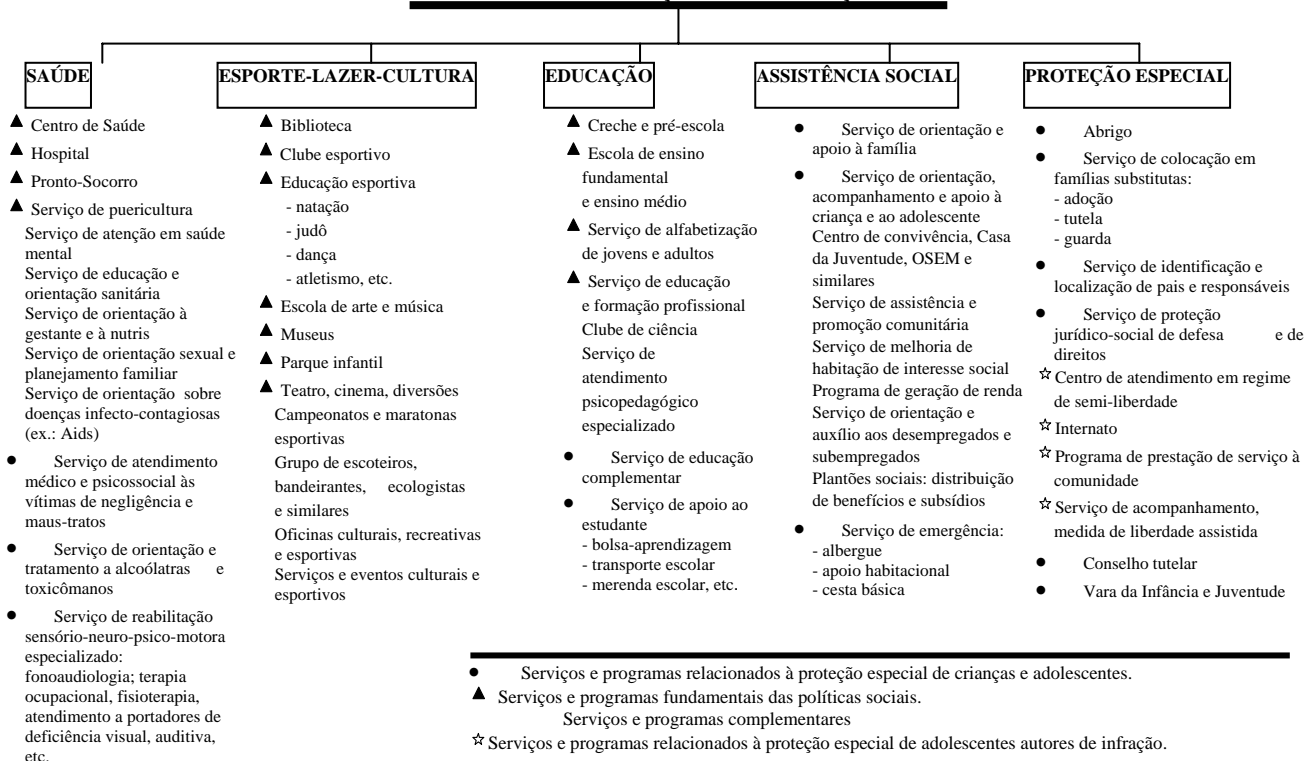 SAÚDE
▲ Centro de Saúde
▲ Hospital
▲ Pronto-Socorro
▲ Serviço de puericultura
Serviço de atenção em saúde
mental
Serviço de educação e
orientação sanitária
Serviço de orientação à
gestante e à nutris
Serviço de orientação sexual e
planejamento familiar
Serviço de orientação sobre
doenças infecto-contagiosas
(ex.: Aids)
● Serviço de atendimento
médico e psicossocial às
vítimas de negligência e
maus-tratos
● Serviço de orientação e
tratamento a alcoólatras e
toxicômanos
● Serviço de reabilitação
sensório-neuro-psico-motora
especializado:
fonoaudiologia; terapia
ocupacional, fisioterapia,
atendimento a portadores de
deficiência visual, auditiva,
etc.
ESPORTE-LAZER-CULTURA
▲ Biblioteca
▲ Clube esportivo
▲ Educação esportiva
- natação
- judô
- dança
- atletismo, etc.
▲ Escola de arte e música
▲ Museus
▲ Parque infantil
▲ Teatro, cinema, diversões
Campeonatos e maratonas
esportivas
Grupo de escoteiros,
bandeirantes, ecologistas
e similares
Oficinas culturais, recreativas
e esportivas
Serviços e eventos culturais e
esportivos
EDUCAÇÃO
▲ Creche e pré-escola
▲ Escola de ensino
fundamental
e ensino médio
▲ Serviço de alfabetização
de jovens e adultos
▲ Serviço de educação
e formação profissional
Clube de ciência
Serviço de
atendimento
psicopedagógico
especializado
● Serviço de educação
complementar
● Serviço de apoio ao
estudante
- bolsa-aprendizagem
- transporte escolar
- merenda escolar, etc.
ASSISTÊNCIA SOCIAL
● Serviço de orientação e
apoio à família
● Serviço de orientação,
acompanhamento e apoio à
criança e ao adolescente
Centro de convivência, Casa
da Juventude, OSEM e
similares
Serviço de assistência e
promoção comunitária
Serviço de melhoria de
habitação de interesse social
Programa de geração de renda
Serviço de orientação e
auxílio aos desempregados e
subempregados
Plantões sociais: distribuição
de benefícios e subsídios
● Serviço de emergência:
- albergue
- apoio habitacional
- cesta básica
PROTEÇÃO ESPECIAL
● Abrigo
● Serviço de colocação em
famílias substitutas:
- adoção
- tutela
- guarda
● Serviço de identificação e
localização de pais e responsáveis
● Serviço de proteção
jurídico-social de defesa e de
direitos
☆ Centro de atendimento em regime
de semi-liberdade
☆ Internato
☆ Programa de prestação de serviço à
comunidade
☆ Serviço de acompanhamento,
medida de liberdade assistida
● Conselho tutelar
● Vara da Infância e Juventude
● Serviços e programas relacionados à proteção especial de crianças e adolescentes.
▲ Serviços e programas fundamentais das políticas sociais.
Serviços e programas complementares
☆ Serviços e programas relacionados à proteção especial de adolescentes autores de infração.